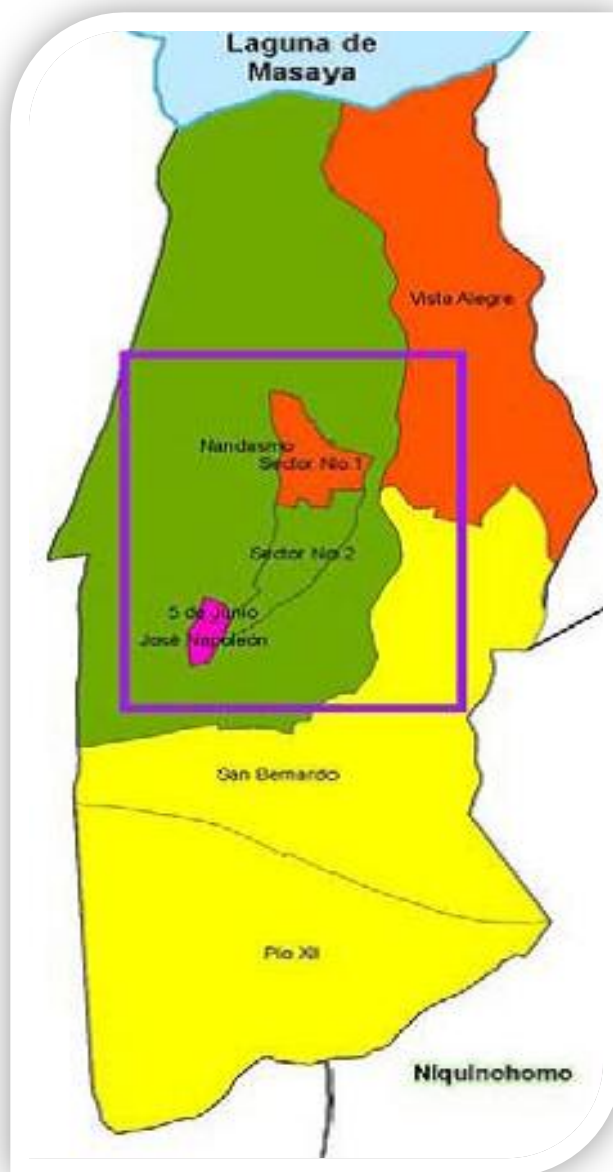 Laguna de
Masaya
Vista Alegre
Nandasmo
Sector No.1
Sector No.2
5 de Junio
José Napoleón
San Bernardo
Pío XII
Niquinohomo